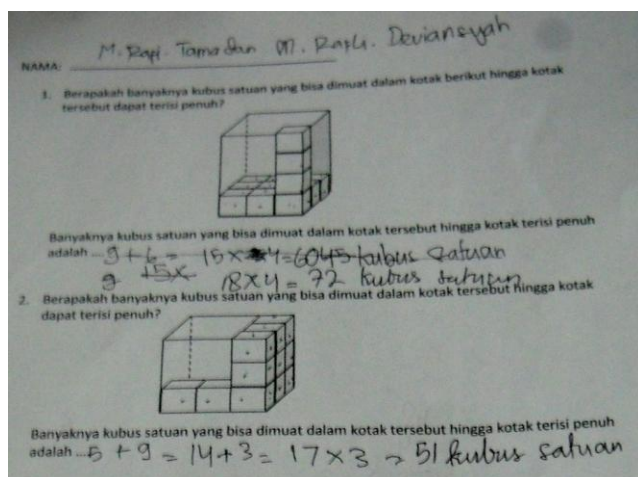 NAMA: M. Rapi. Tama dan M. Rapli. Deviansyah
1. Berapakah banyaknya kubus satuan yang bisa dimuat dalam kotak berikut hingga kotak
tersebut dapat terisi penuh?
Banyaknya kubus satuan yang bisa dimuat dalam kotak tersebut hingga kotak terisi penuh
adalah ... 9 + 6 = 15 x 4 = 6045 kubus satuan
9 15x 18 x 4 = 72 kubus satuan
2. Berapakah banyaknya kubus satuan yang bisa dimuat dalam kotak tersebut hingga kotak
dapat terisi penuh?
Banyaknya kubus satuan yang bisa dimuat dalam kotak tersebut hingga kotak terisi penuh
adalah ...5 + 9 = 14 + 3 = 17 x 3 = 51 kubus satuan